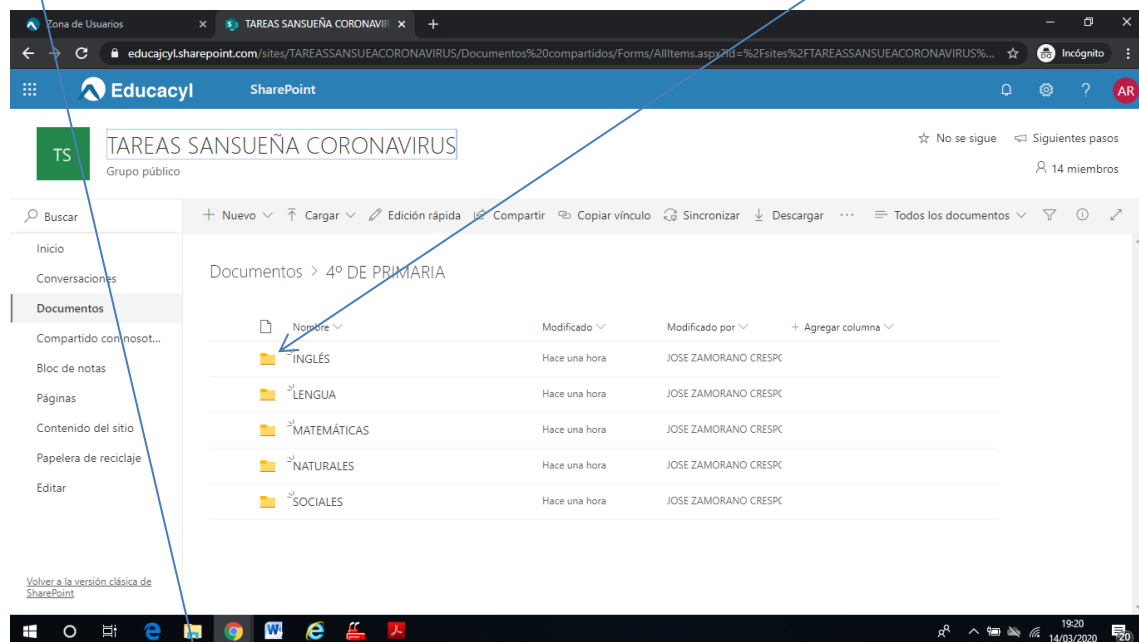 Zona de Usuarios
TAREAS SANSUEÑA CORONAVIR
educajcyl.sharepoint.com/sites/TAREASSANSUEACORONAVIRUS/Documentos%20compartidos/Forms/AllItems.aspx?id=%2Fsites%2FTAREASSANSUEACORONAVIRUS%...
Incógnito
Educacyl SharePoint
AR
TS
TAREAS SANSUEÑA CORONAVIRUS
Grupo público
No se sigue Siguientes pasos
14 miembros
Buscar
Nuevo Cargar Edición rápida Compartir Copiar vínculo Sincronizar Descargar ... Todos los documentos
Inicio
Conversaciones
Documentos
Compartido con nosot...
Bloc de notas
Páginas
Contenido del sitio
Papelera de reciclaje
Editar
Volver a la versión clásica de
SharePoint
Documentos > 4º DE PRIMARIA
Nombre Modificado Modificado por + Agregar columna
INGLÉS Hace una hora JOSE ZAMORANO CRESPO
LENGUA Hace una hora JOSE ZAMORANO CRESPO
MATEMÁTICAS Hace una hora JOSE ZAMORANO CRESPO
NATURALES Hace una hora JOSE ZAMORANO CRESPO
SOCIALES Hace una hora JOSE ZAMORANO CRESPO
19:20
14/03/2020
20